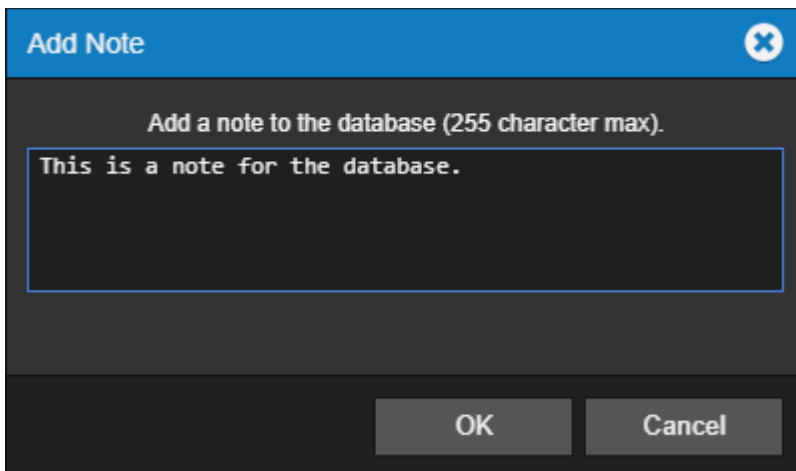 Add Note
Add a note to the database (255 character max).
This is a note for the database.
OK
Cancel